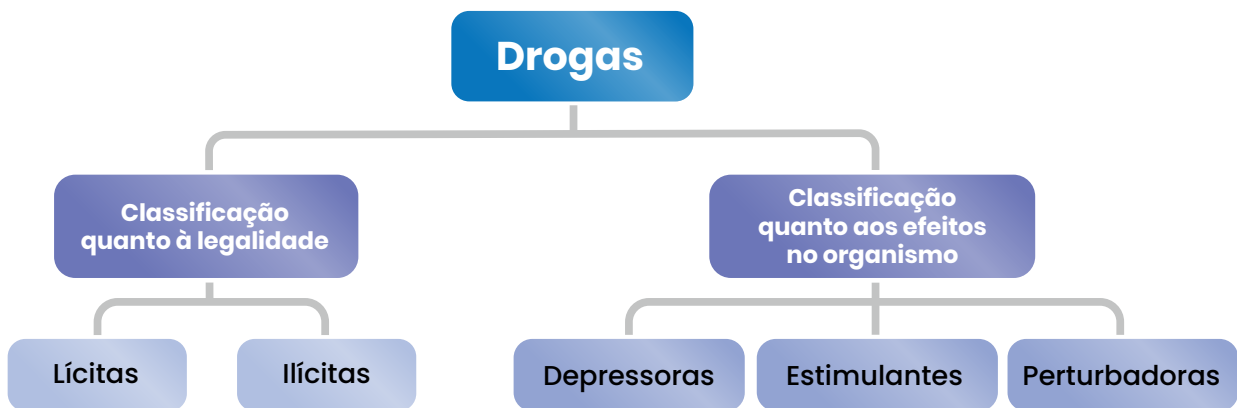 Drogas
Classificação
quanto à legalidade
Classificação
quanto aos efeitos
no organismo
Lícitas
Ilícitas
Depressoras
Estimulantes
Perturbadoras